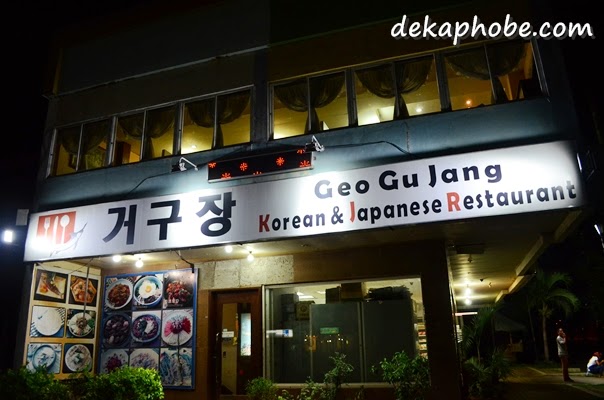 dekaphobe.com
거구장
Geo Gu Jang
Korean & Japanese Restaurant